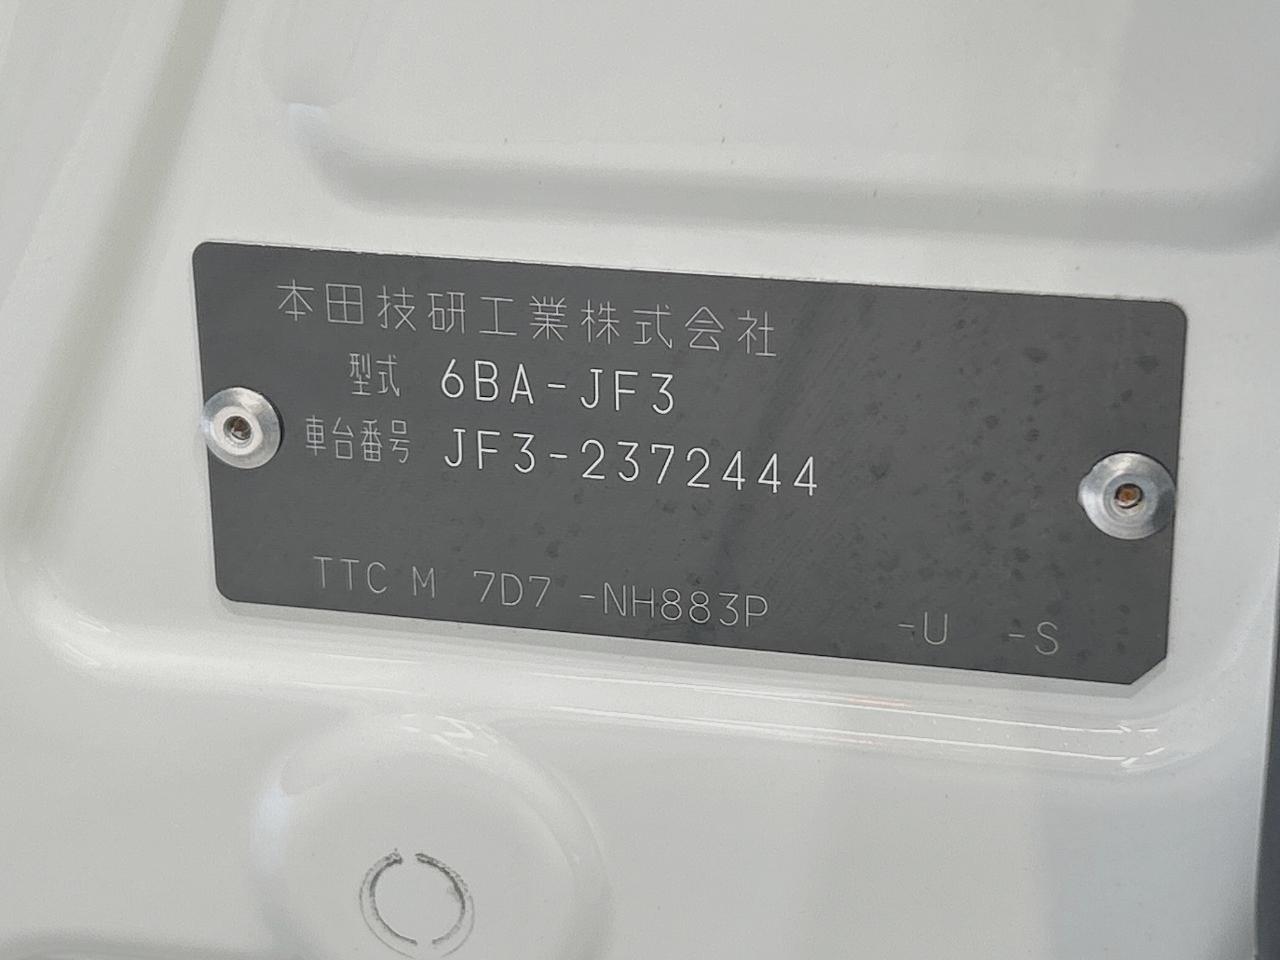 本田技研工業株式会社
型式 6BA-JF3
車台番号 JF3-2372444
TTC M 7D7 -NH883P -U -S